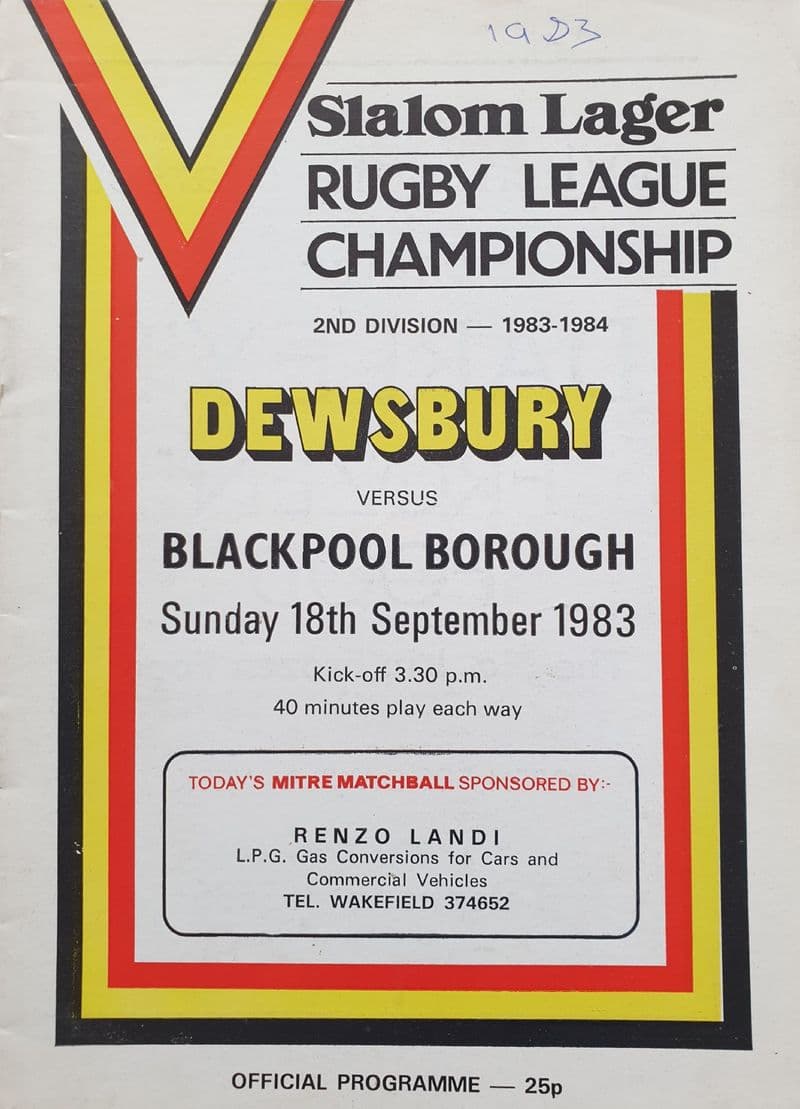 1983
Slalom Lager
RUGBY LEAGUE
CHAMPIONSHIP
2ND DIVISION — 1983-1984
DEWSBURY
VERSUS
BLACKPOOL BOROUGH
Sunday 18th September 1983
Kick-off 3.30 p.m.
40 minutes play each way
TODAY'S MITRE MATCHBALL SPONSORED BY:-
RENZO LANDI
L.P.G. Gas Conversions for Cars and
Commercial Vehicles
TEL. WAKEFIELD 374652
OFFICIAL PROGRAMME — 25p